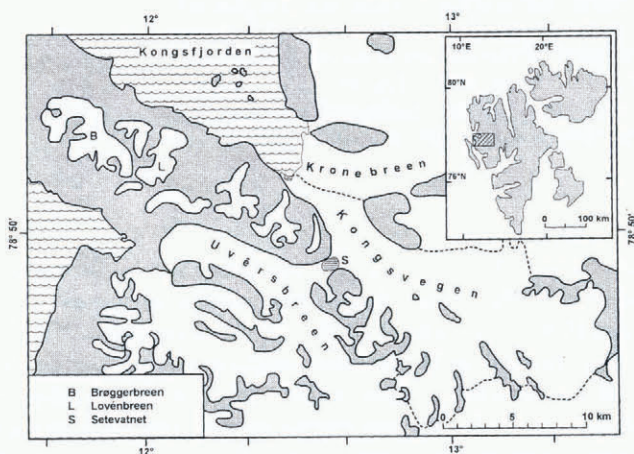 12°
13°
Kongsfjorden
10°E
20°E
80°N
B
L
Kronebreen
76°N
0 100 km
78° 50'
78° 50'
Kongsvegen
Uvêrsbreen
S
B Brøggerbreen
L Lovénbreen
S Setevatnet
0 5 10 km
12°
13°